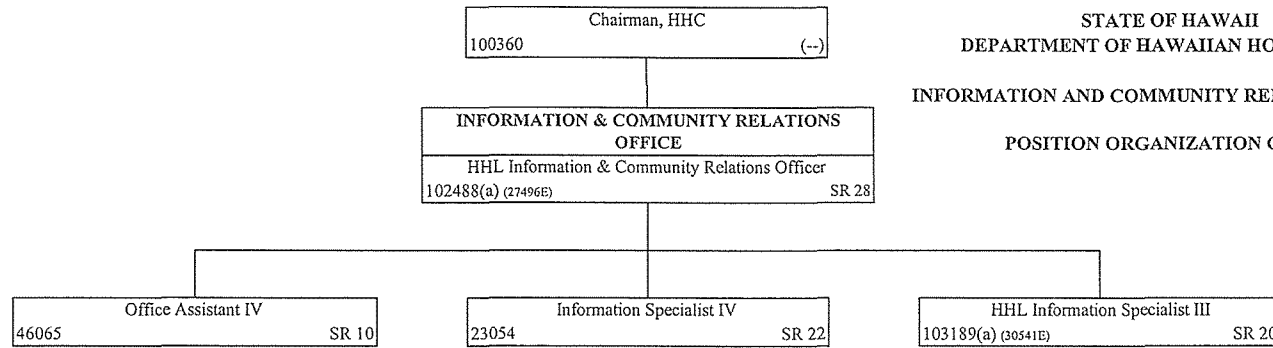 Chairman, HHC
100360 (--)
STATE OF HAWAII
DEPARTMENT OF HAWAIIAN HO
INFORMATION AND COMMUNITY RE
POSITION ORGANIZATION
INFORMATION & COMMUNITY RELATIONS
OFFICE
HHL Information & Community Relations Officer
102488(a) (27496E) SR 28
Office Assistant IV
46065 SR 10
Information Specialist IV
23054 SR 22
HHL Information Specialist III
103189(a) (30541E) SR 20